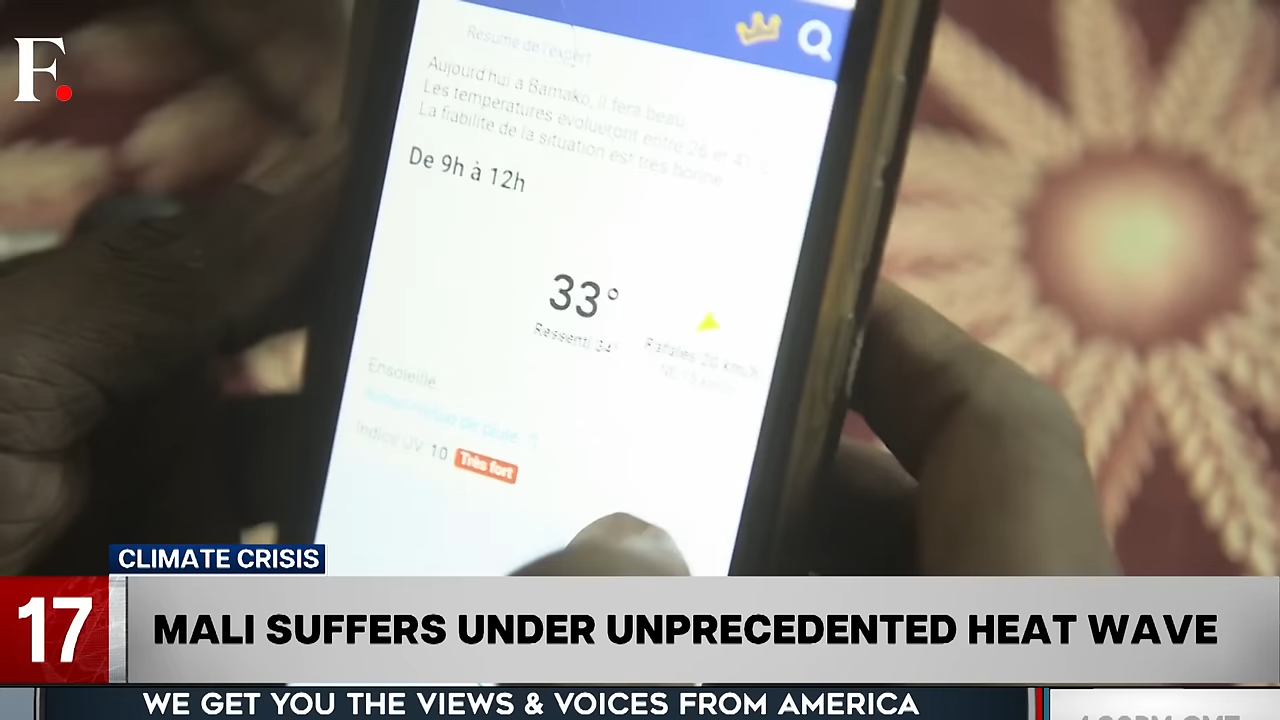 F.
Résumé de l'expert
Aujourd'hui à Bamako, il fera beau
Les températures évolueront entre 26 et 41
La fiabilité de la situation est très bonne
De 9h à 12h
33°
Ressenti 34°
Rafales 20 km/h
Ensoleillé
Indice UV 10 Très fort
CLIMATE CRISIS
17
MALI SUFFERS UNDER UNPRECEDENTED HEAT WAVE
WE GET YOU THE VIEWS & VOICES FROM AMERICA